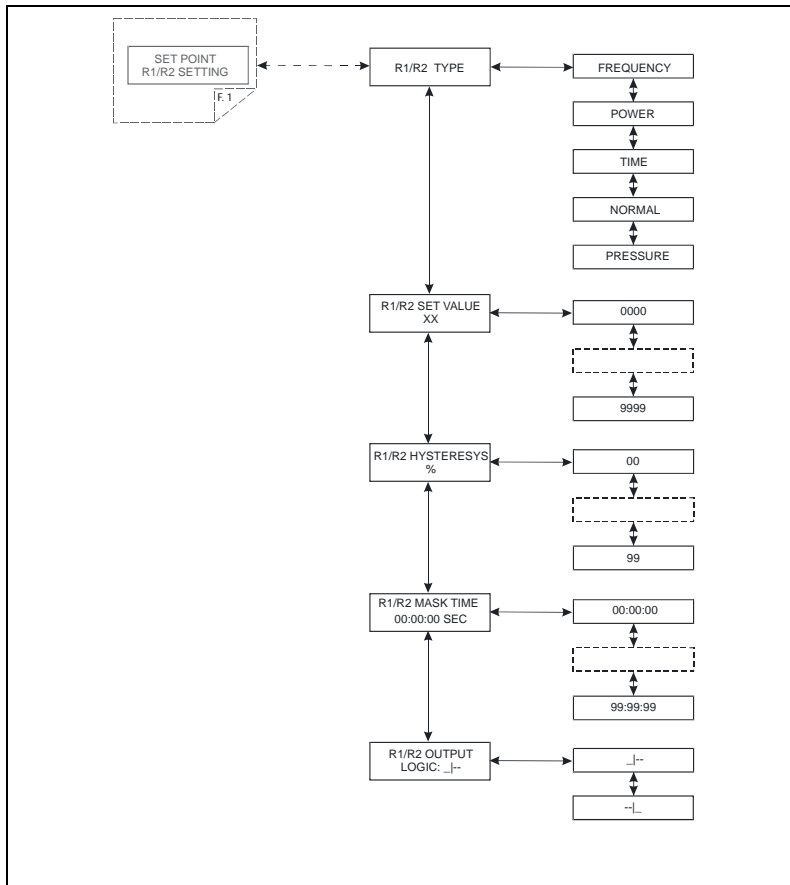 SET POINT
R1/R2 SETTING
F. 1
R1/R2 TYPE
FREQUENCY
POWER
TIME
NORMAL
PRESSURE
R1/R2 SET VALUE
XX
0000
9999
R1/R2 HYSTERESYS
%
00
99
R1/R2 MASK TIME
00:00:00 SEC
00:00:00
99:99:99
R1/R2 OUTPUT
LOGIC: _|--
_|--
--|_